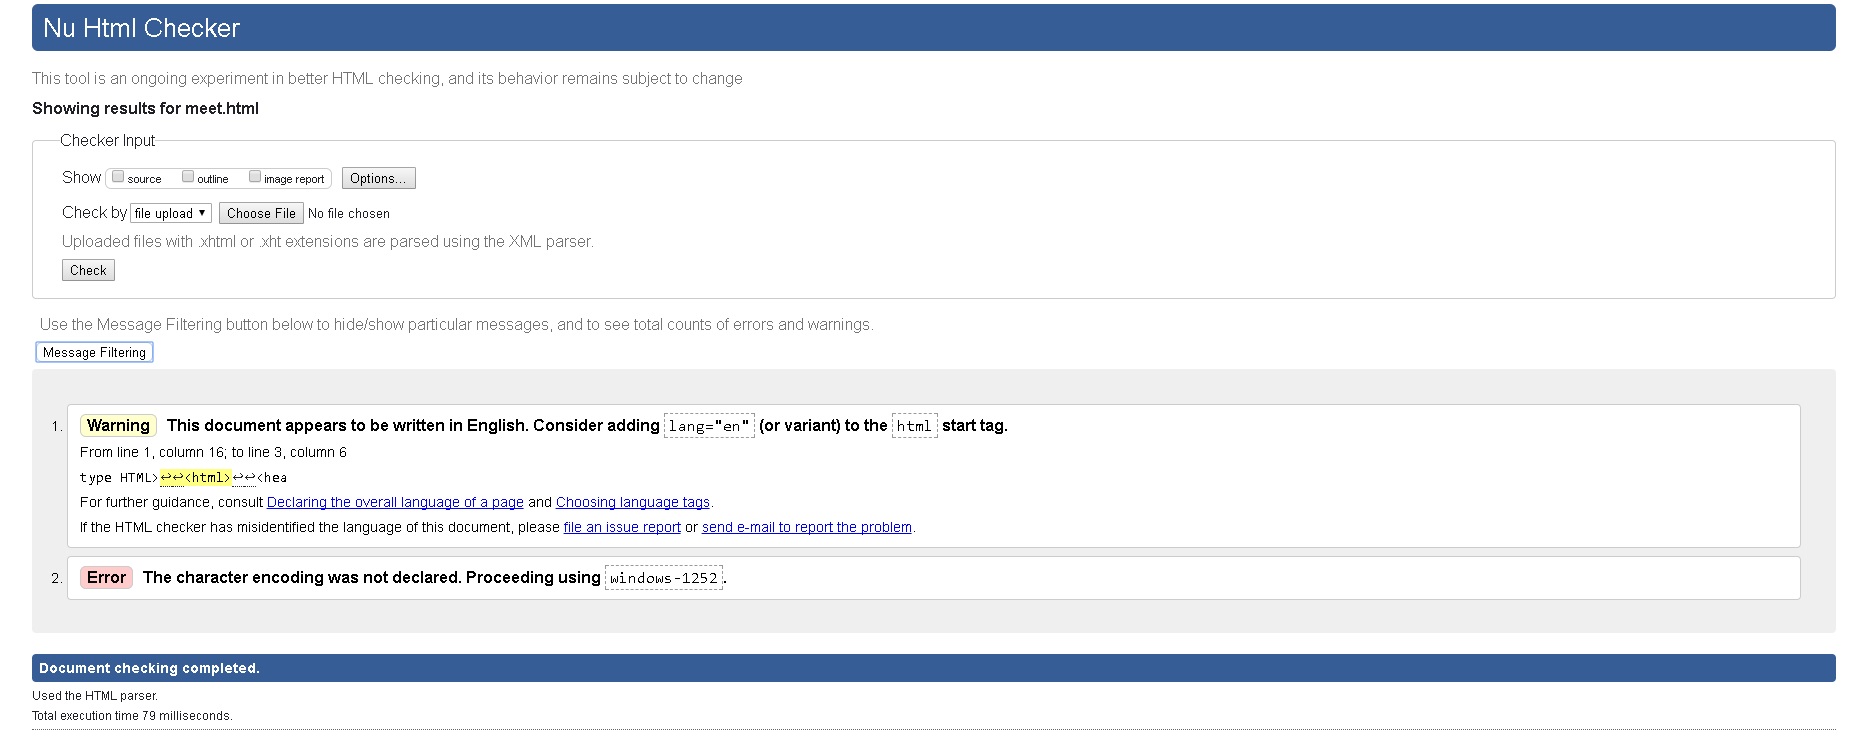 Nu Html Checker
This tool is an ongoing experiment in better HTML checking, and its behavior remains subject to change
Showing results for meet.html
Checker Input
Show source outline image report Options...
Check by file upload ▼ Choose File No file chosen
Uploaded files with .xhtml or .xht extensions are parsed using the XML parser.
Check
Use the Message Filtering button below to hide/show particular messages, and to see total counts of errors and warnings.
Message Filtering
1. Warning This document appears to be written in English. Consider adding lang="en" (or variant) to the html start tag.
From line 1, column 16; to line 3, column 6
type HTML>↩↩<html>↩↩<hea
For further guidance, consult Declaring the overall language of a page and Choosing language tags.
If the HTML checker has misidentified the language of this document, please file an issue report or send e-mail to report the problem.
2. Error The character encoding was not declared. Proceeding using windows-1252.
Document checking completed.
Used the HTML parser.
Total execution time 79 milliseconds.